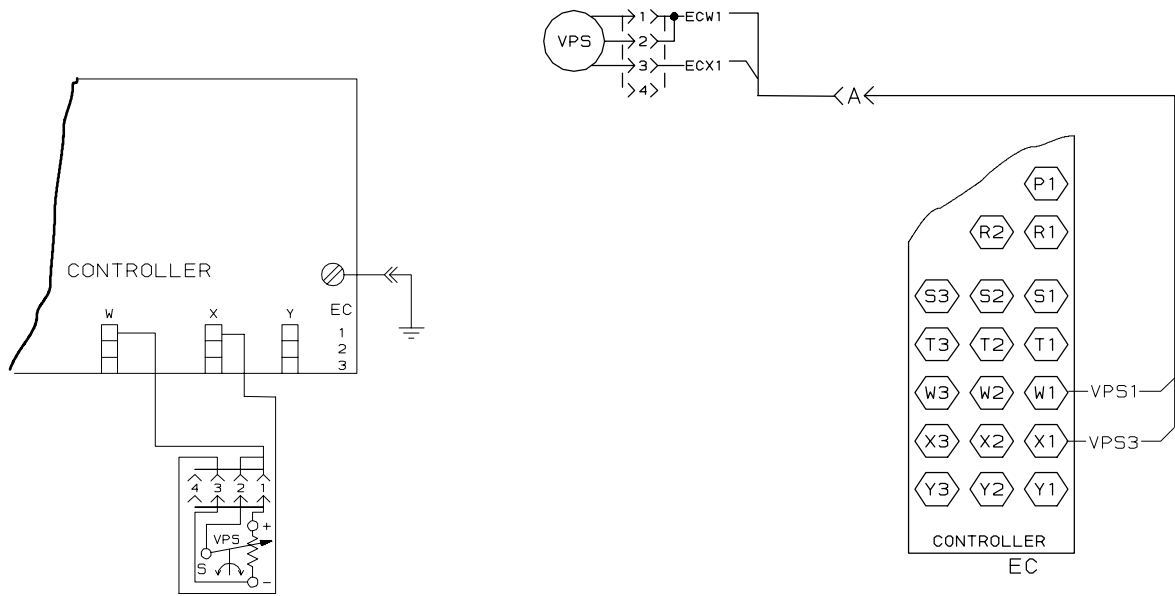 CONTROLLER
W X Y EC
1
2
3
4 3 2 1
+
VPS
S
-
VPS
1 ECW1
2
3 ECX1
4
A
P1
R2 R1
S3 S2 S1
T3 T2 T1
W3 W2 W1 VPS1
X3 X2 X1 VPS3
Y3 Y2 Y1
CONTROLLER
EC